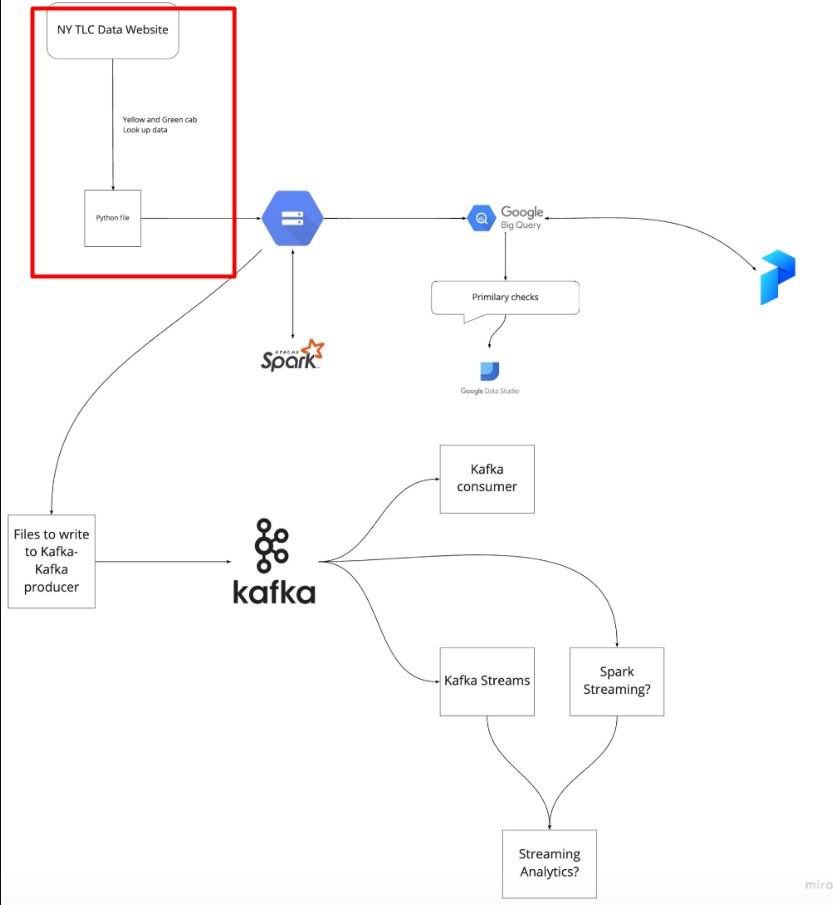 NY TLC Data Website
Yellow and Green cab
Look up data
Python file
Google
Big Query
Primilary checks
APACHE
Spark
Google Data Studio
Kafka
consumer
Files to write
to Kafka-
Kafka
producer
kafka
Kafka Streams
Spark
Streaming?
Streaming
Analytics?
miro